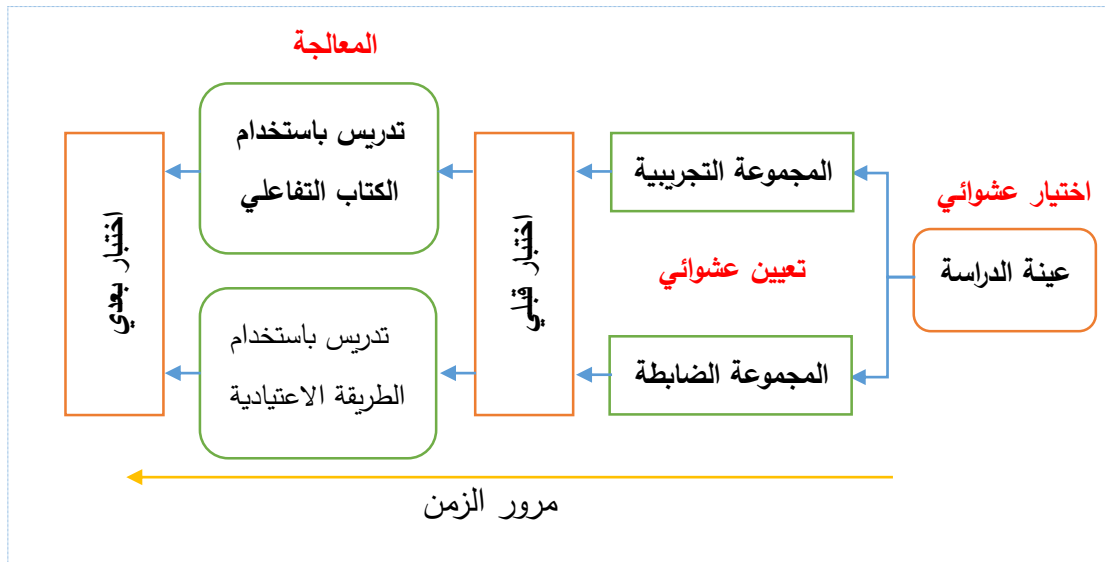 المعالجة
اختيار عشوائي
عينة الدراسة
المجموعة التجريبية
تعيين عشوائي
المجموعة الضابطة
اختبار قبلي
تدريس باستخدام
الكتاب التفاعلي
تدريس باستخدام
الطريقة الاعتيادية
اختبار بعدي
مرور الزمن